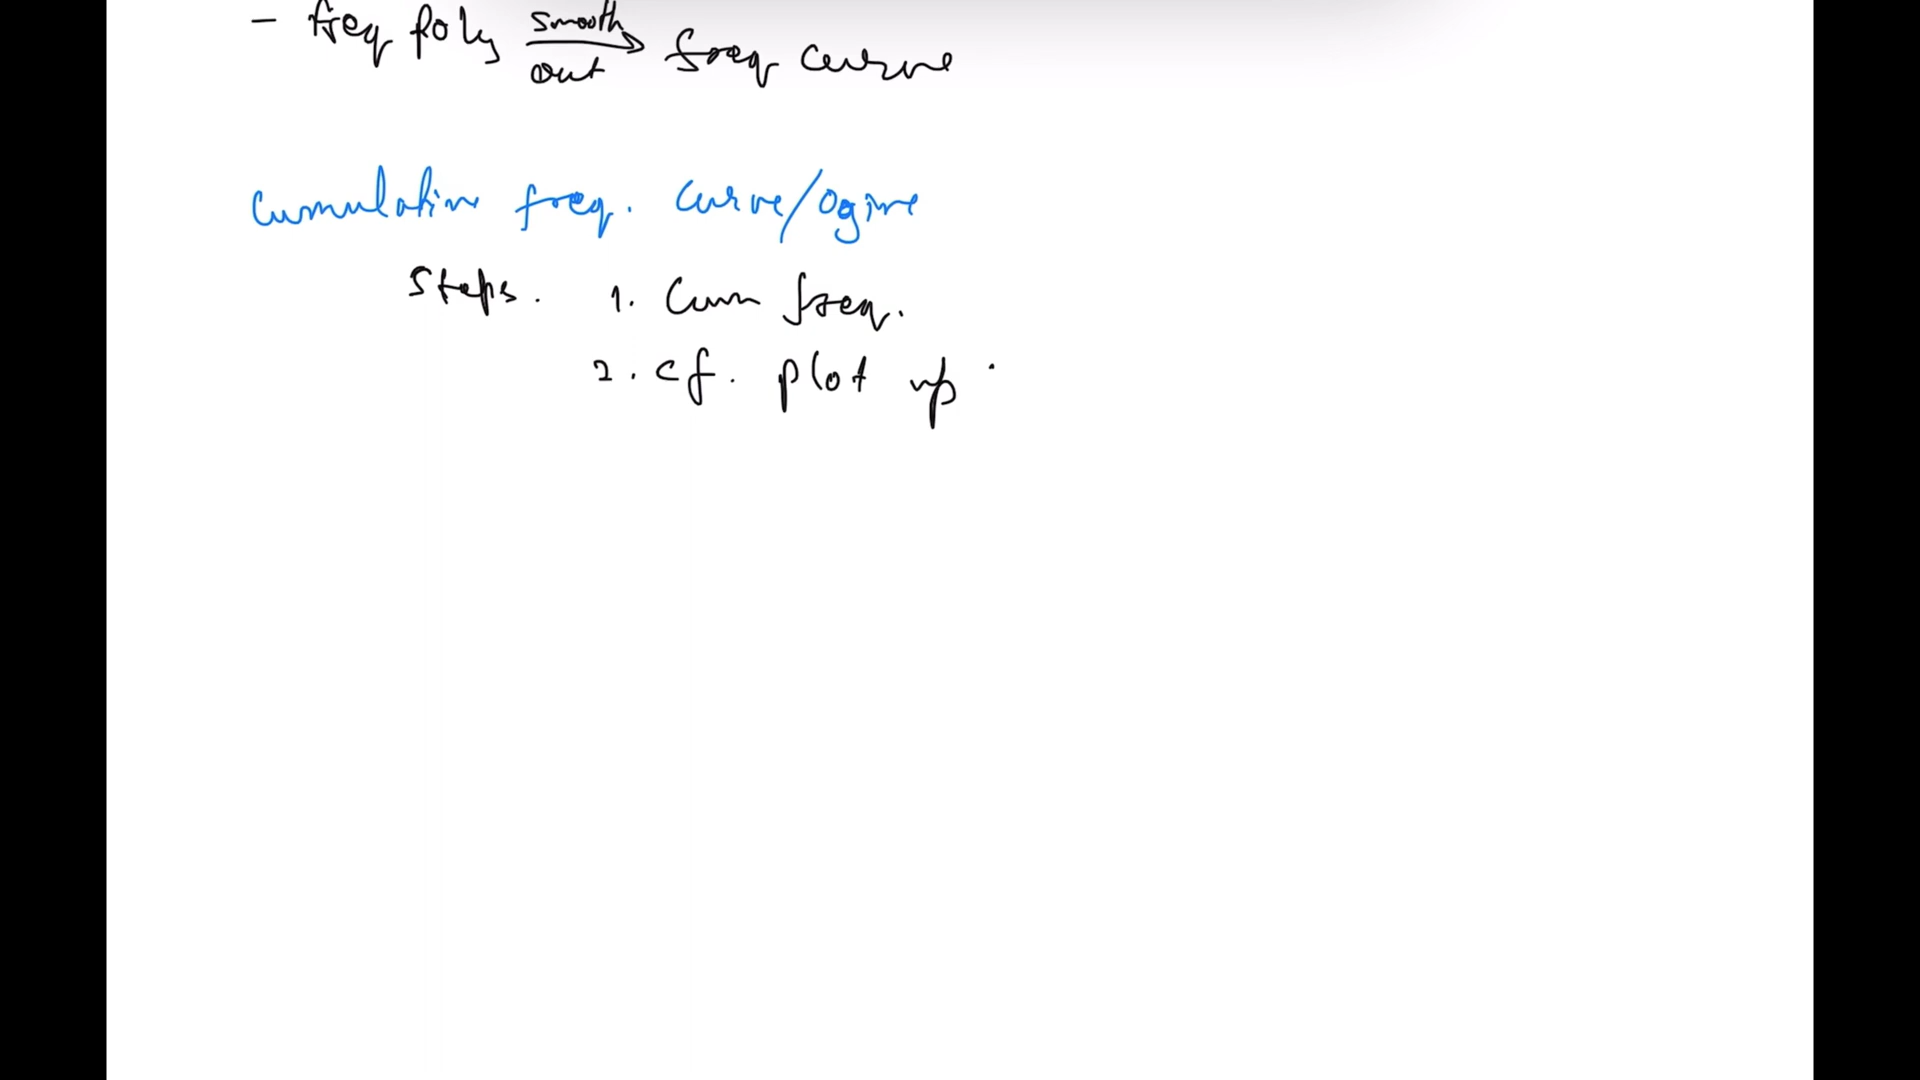 - freq poly smooth out → freq curve
Cumulative freq. curve/ogive
Steps. 1. Cum freq.
2. cf. plot up